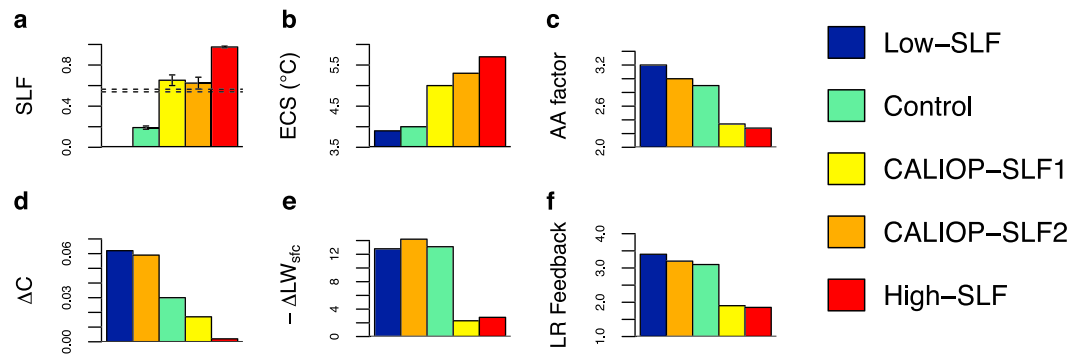 a
SLF
0.0
0.4
0.8
b
ECS (°C)
3.5
4.5
5.5
c
AA factor
2.0
2.6
3.2
d
ΔC
0.00
0.03
0.06
e
− ΔLWsfc
0
4
8
12
f
LR Feedback
1.0
2.0
3.0
4.0
Low−SLF
Control
CALIOP−SLF1
CALIOP−SLF2
High−SLF